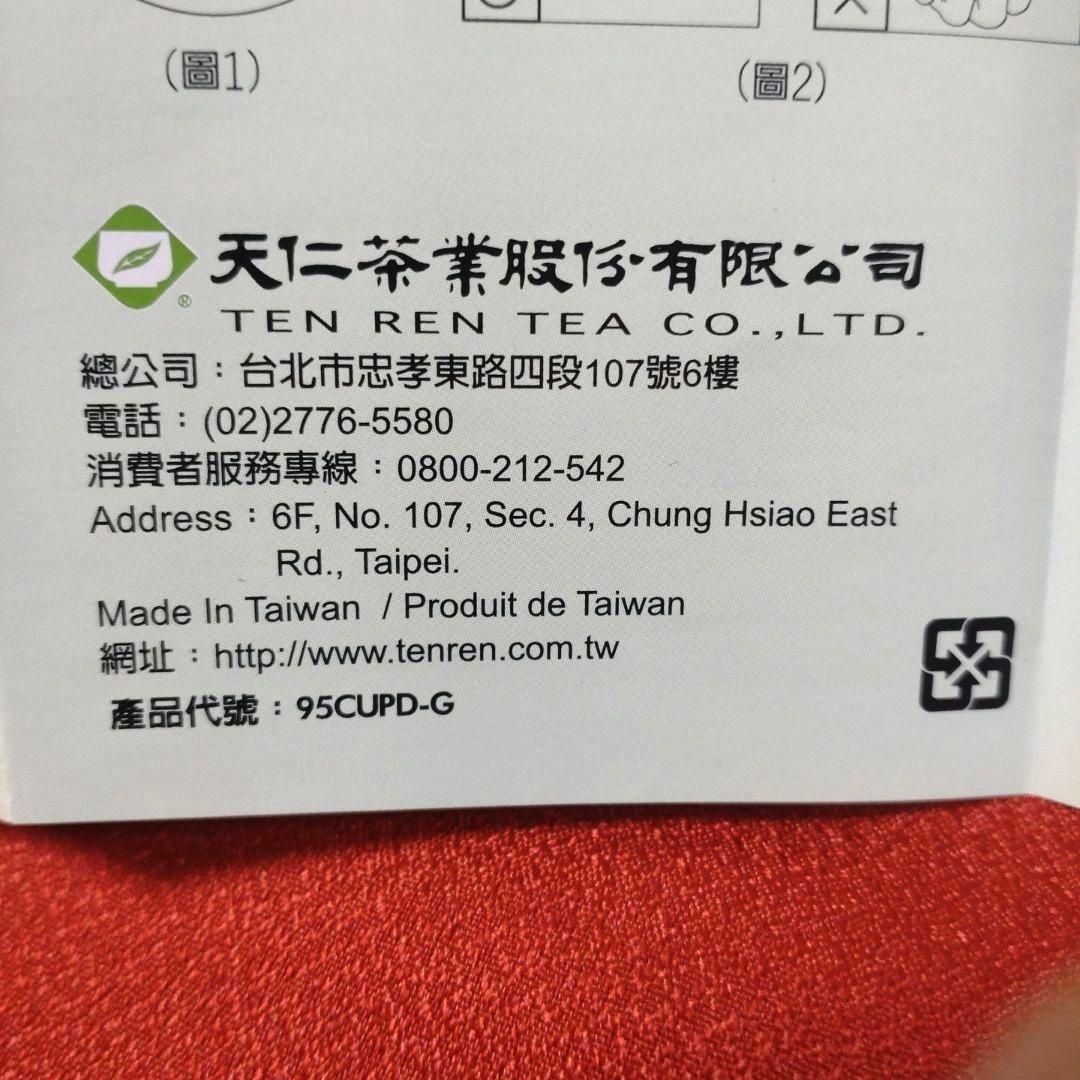 (圖1)
(圖2)
天仁茶業股份有限公司
®
TEN REN TEA CO.,LTD.
總公司：台北市忠孝東路四段107號6樓
電話：(02)2776-5580
消費者服務專線：0800-212-542
Address：6F, No. 107, Sec. 4, Chung Hsiao East
Rd., Taipei.
Made In Taiwan / Produit de Taiwan
網址：http://www.tenren.com.tw
產品代號：95CUPD-G